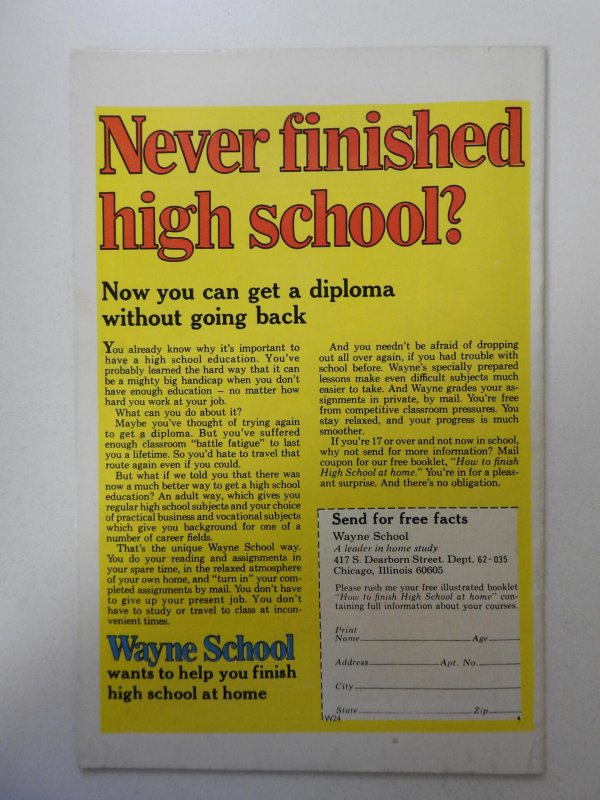 Never finished
high school?
Now you can get a diploma
without going back
You already know why it's important to
have a high school education. You've
probably learned the hard way that it can
be a mighty big handicap when you don't
have enough education — no matter how
hard you work at your job.
What can you do about it?
Maybe you've thought of trying again
to get a diploma. But you've suffered
enough classroom "battle fatigue" to last
you a lifetime. So you'd hate to travel that
route again even if you could.
But what if we told you that there was
now a much better way to get a high school
education? An adult way, which gives you
regular high school subjects and your choice
of practical business and vocational subjects
which give you background for one of a
number of career fields.
That's the unique Wayne School way.
You do your reading and assignments in
your spare time, in the relaxed atmosphere
of your own home, and "turn in" your com-
pleted assignments by mail. You don't have
to give up your present job. You don't
have to study or travel to class at incon-
venient times.
Wayne School
wants to help you finish
high school at home
And you needn't be afraid of dropping
out all over again, if you had trouble with
school before. Wayne's specially prepared
lessons make even difficult subjects much
easier to take. And Wayne grades your as-
signments in private, by mail. You're free
from competitive classroom pressures. You
stay relaxed, and your progress is much
smoother.
If you're 17 or over and not now in school,
why not send for more information? Mail
coupon for our free booklet, "How to finish
High School at home." You're in for a pleas-
ant surprise. And there's no obligation.
Send for free facts
Wayne School
A leader in home study
417 S. Dearborn Street. Dept. 62-035
Chicago, Illinois 60605
Please rush me your free illustrated booklet
"How to finish High School at home" con-
taining full information about your courses.
Print
Name Age
Address Apt. No.
City
State Zip
W24 4